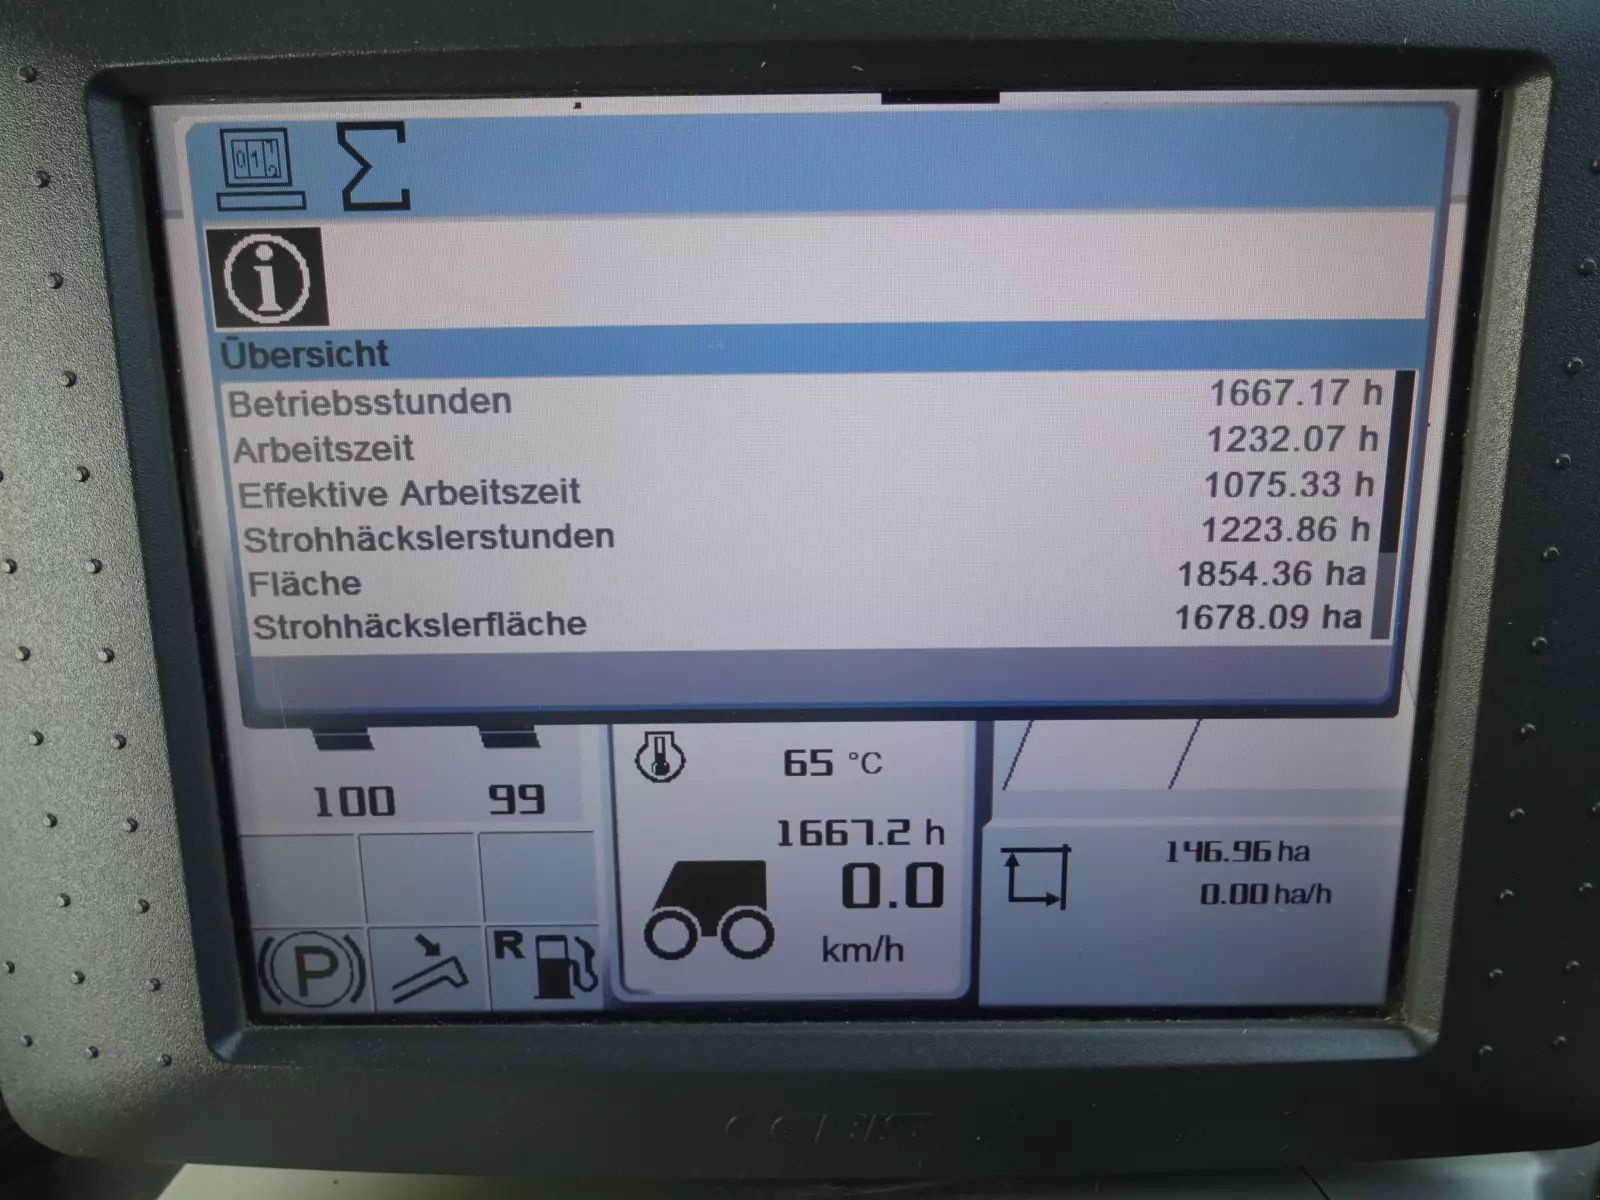 Übersicht
Betriebsstunden 1667.17 h
Arbeitszeit 1232.07 h
Effektive Arbeitszeit 1075.33 h
Strohhäckslerstunden 1223.86 h
Fläche 1854.36 ha
Strohhäckslerfläche 1678.09 ha
100 99
65 °C
1667.2 h
0.0
km/h
146.96 ha
0.00 ha/h
P
R